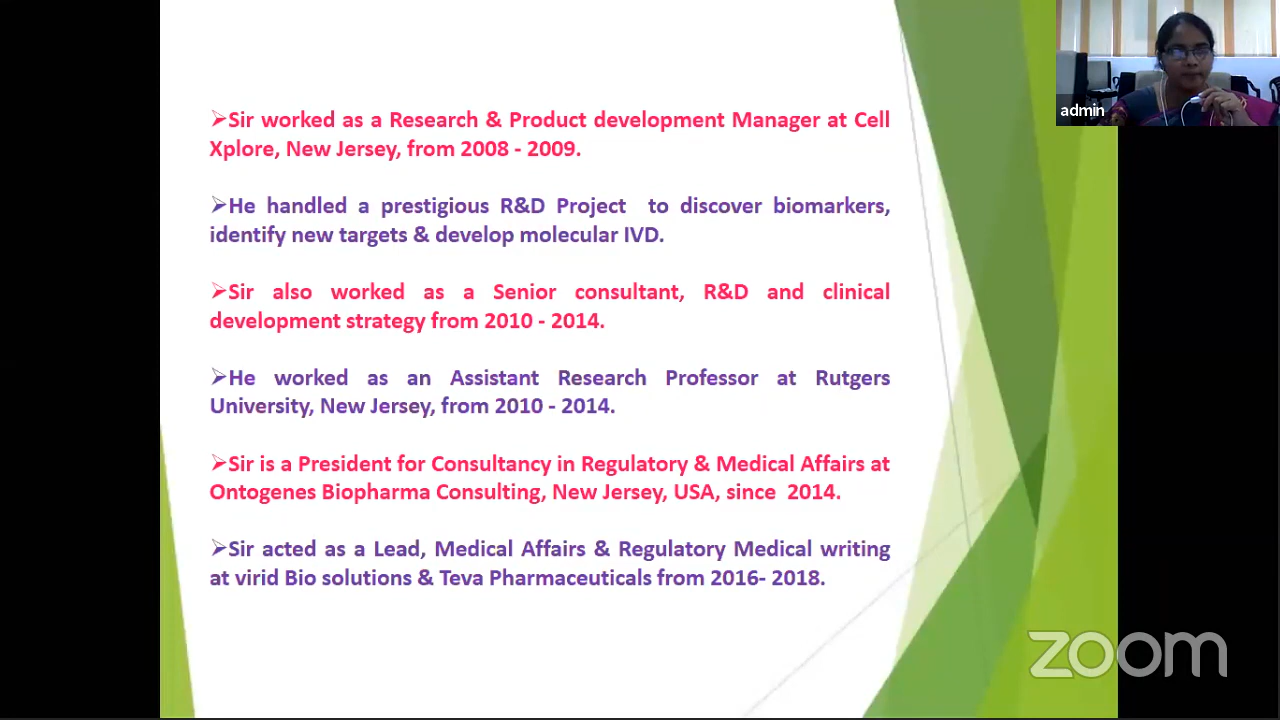 ➢Sir worked as a Research & Product development Manager at Cell
Xplore, New Jersey, from 2008 - 2009.
➢He handled a prestigious R&D Project to discover biomarkers,
identify new targets & develop molecular IVD.
➢Sir also worked as a Senior consultant, R&D and clinical
development strategy from 2010 - 2014.
➢He worked as an Assistant Research Professor at Rutgers
University, New Jersey, from 2010 - 2014.
➢Sir is a President for Consultancy in Regulatory & Medical Affairs at
Ontogenes Biopharma Consulting, New Jersey, USA, since 2014.
➢Sir acted as a Lead, Medical Affairs & Regulatory Medical writing
at virid Bio solutions & Teva Pharmaceuticals from 2016- 2018.
admin
zoom